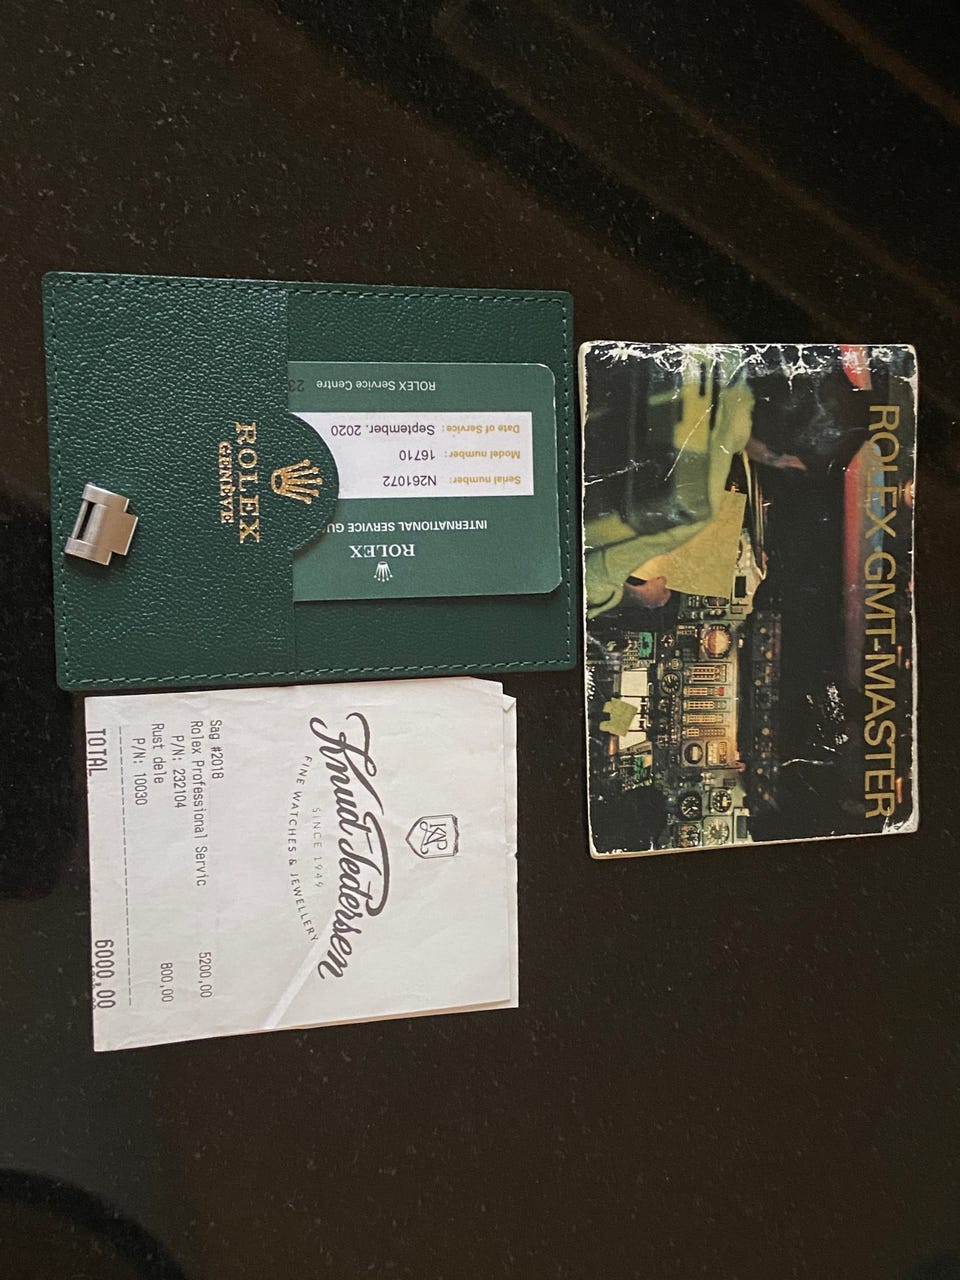 ROLEX
GENEVE
ROLEX
INTERNATIONAL SERVICE GU
Serial number: N261072
Model number: 16710
Date of Service: September. 2020
ROLEX Service Centre 23
ROLEX GMT-MASTER
KAP
Knud Pedersen
SINCE 1949
FINE WATCHES & JEWELLERY
Sag #2018
Rolex Professional Servic 5200,00
P/N: 232104
Rust dele 800,00
P/N: 10030
TOTAL 6000,00